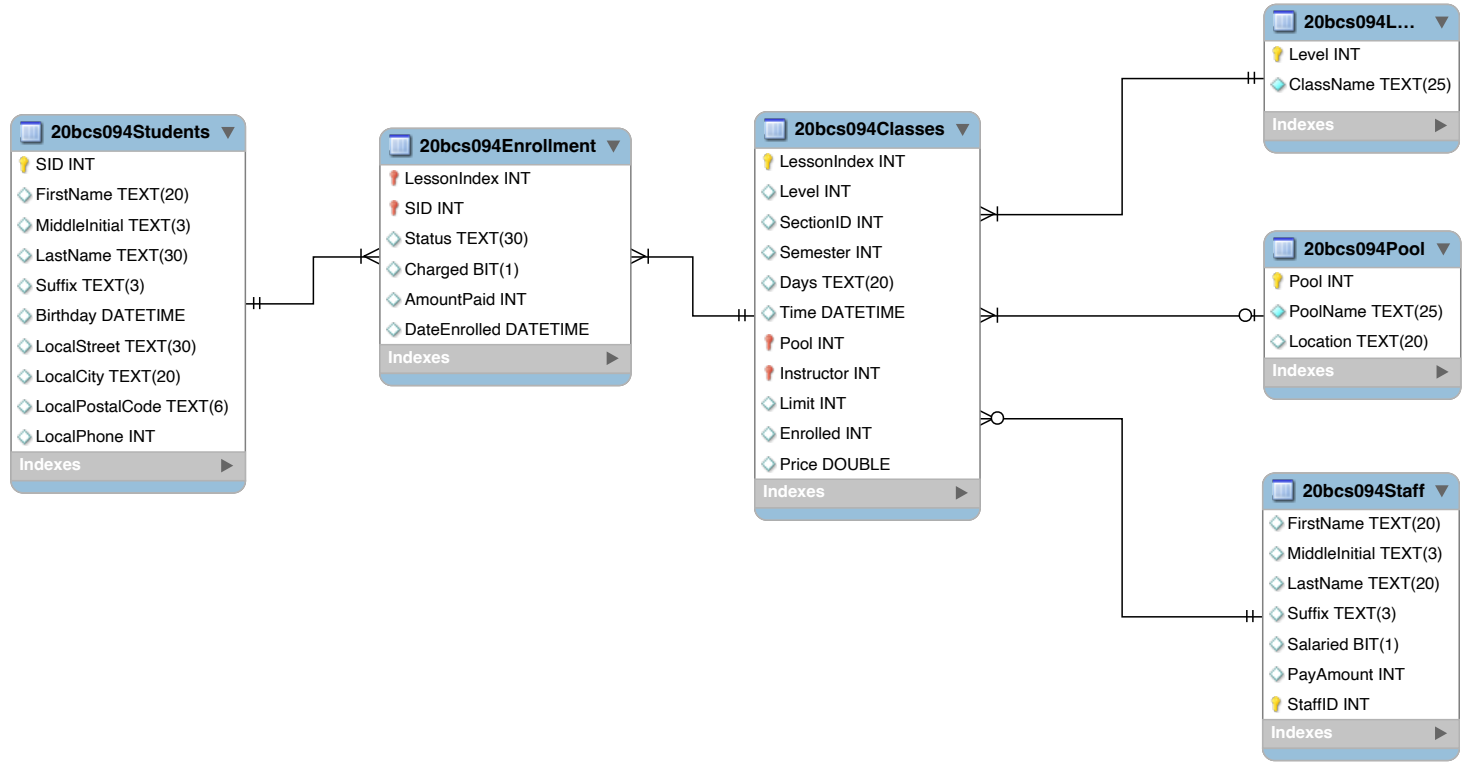 20bcs094Students
SID INT
FirstName TEXT(20)
MiddleInitial TEXT(3)
LastName TEXT(30)
Suffix TEXT(3)
Birthday DATETIME
LocalStreet TEXT(30)
LocalCity TEXT(20)
LocalPostalCode TEXT(6)
LocalPhone INT
Indexes
20bcs094Enrollment
LessonIndex INT
SID INT
Status TEXT(30)
Charged BIT(1)
AmountPaid INT
DateEnrolled DATETIME
Indexes
20bcs094Classes
LessonIndex INT
Level INT
SectionID INT
Semester INT
Days TEXT(20)
Time DATETIME
Pool INT
Instructor INT
Limit INT
Enrolled INT
Price DOUBLE
Indexes
20bcs094L...
Level INT
ClassName TEXT(25)
Indexes
20bcs094Pool
Pool INT
PoolName TEXT(25)
Location TEXT(20)
Indexes
20bcs094Staff
FirstName TEXT(20)
MiddleInitial TEXT(3)
LastName TEXT(20)
Suffix TEXT(3)
Salaried BIT(1)
PayAmount INT
StaffID INT
Indexes